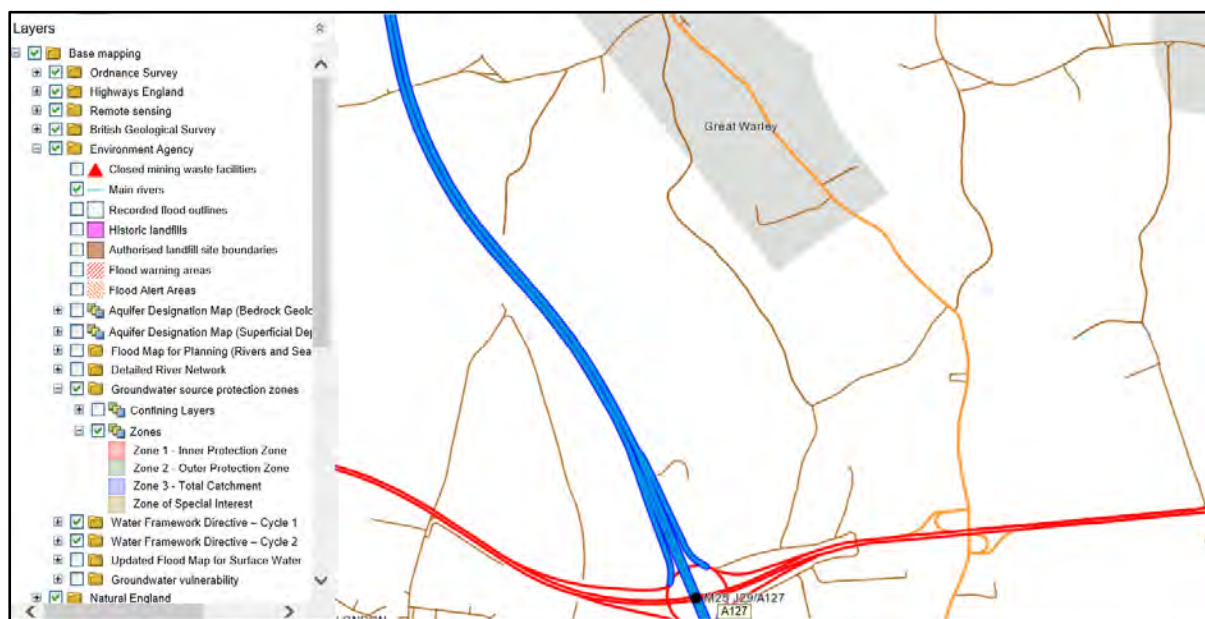 Layers
Base mapping
Ordnance Survey
Highways England
Remote sensing
British Geological Survey
Environment Agency
Closed mining waste facilities
Main rivers
Recorded flood outlines
Historic landfills
Authorised landfill site boundaries
Flood warning areas
Flood Alert Areas
Aquifer Designation Map (Bedrock Geolo
Aquifer Designation Map (Superficial Dep
Flood Map for Planning (Rivers and Sea
Detailed River Network
Groundwater source protection zones
Confining Layers
Zones
Zone 1 - Inner Protection Zone
Zone 2 - Outer Protection Zone
Zone 3 - Total Catchment
Zone of Special Interest
Water Framework Directive – Cycle 1
Water Framework Directive – Cycle 2
Updated Flood Map for Surface Water
Groundwater vulnerability
Natural England
Great Warley
M25 J29/A127
A127